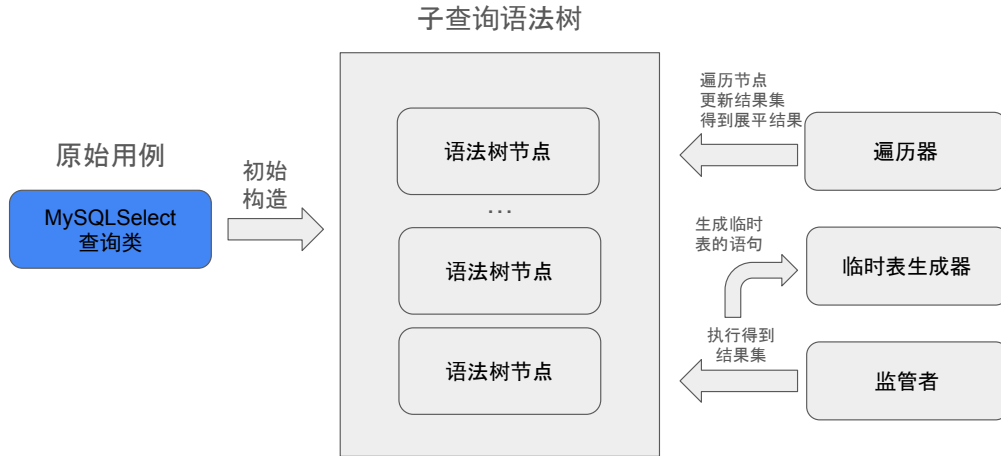 子查询语法树
原始用例
MySQLSelect
查询类
初始
构造
语法树节点
...
语法树节点
语法树节点
遍历节点
更新结果集
得到展平结果
遍历器
生成临时
表的语句
临时表生成器
执行得到
结果集
监管者